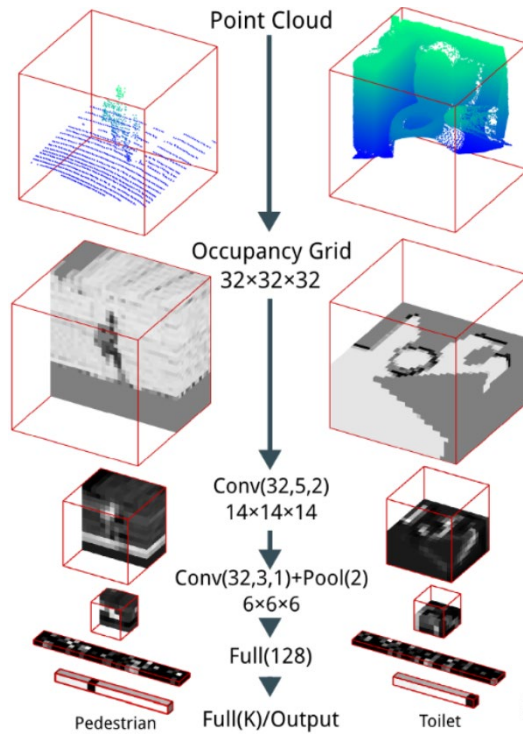 Point Cloud
Occupancy Grid
32×32×32
Conv(32,5,2)
14×14×14
Conv(32,3,1)+Pool(2)
6×6×6
Full(128)
Pedestrian
Full(K)/Output
Toilet